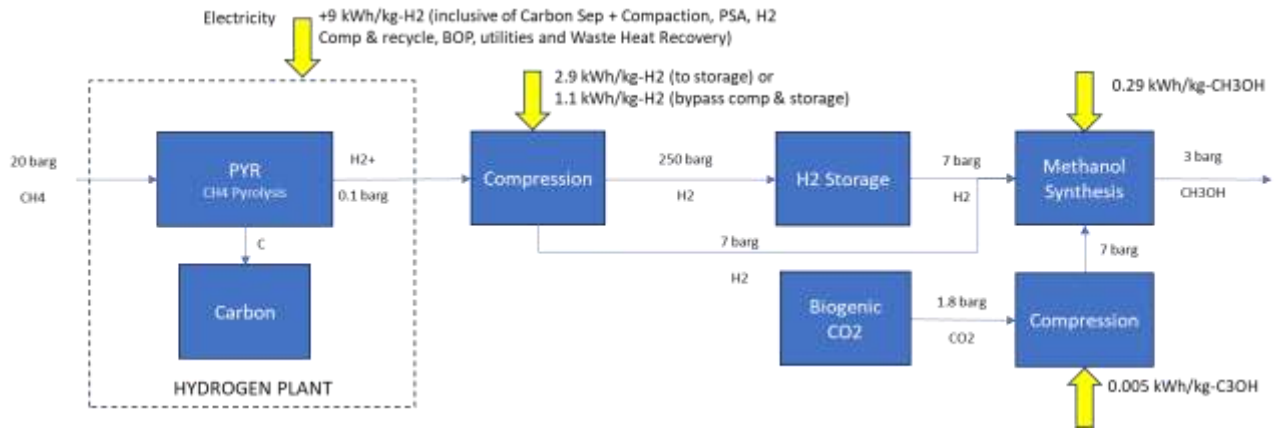 Electricity
+9 kWh/kg-H2 (inclusive of Carbon Sep + Compaction, PSA, H2
Comp & recycle, BOP, utilities and Waste Heat Recovery)
2.9 kWh/kg-H2 (to storage) or
1.1 kWh/kg-H2 (bypass comp & storage)
0.29 kWh/kg-CH3OH
20 barg
CH4
PYR
CH4 Pyrolysis
H2+
0.1 barg
Compression
250 barg
H2
H2 Storage
7 barg
H2
Methanol
Synthesis
3 barg
CH3OH
C
7 barg
H2
7 barg
Carbon
Biogenic
CO2
1.8 barg
CO2
Compression
HYDROGEN PLANT
0.005 kWh/kg-C3OH